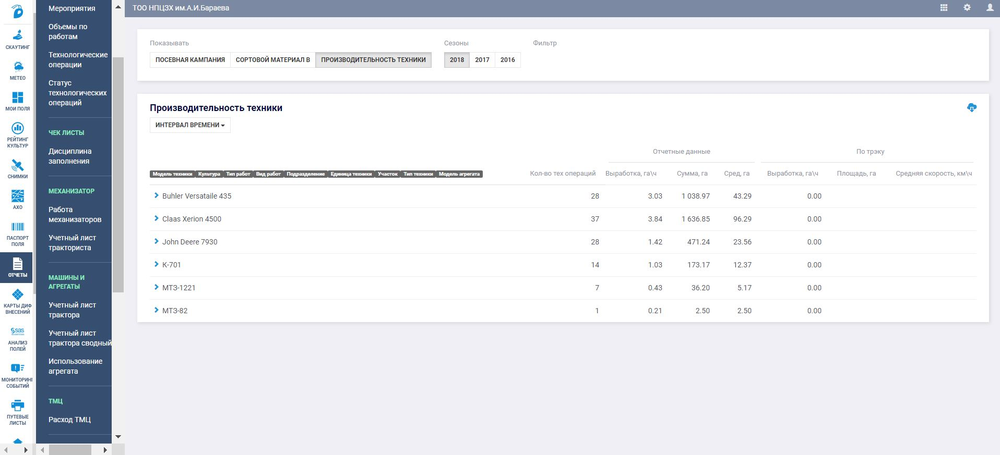 СКАУТИНГ
МЕТЕО
МОИ ПОЛЯ
РЕЙТИНГ
КУЛЬТУР
СНИМКИ
АХО
ПАСПОРТ
ПОЛЯ
ОТЧЕТЫ
КАРТЫ ДИФ
ВНЕСЕНИЙ
sas
АНАЛИЗ
ПОЛЕЙ
МОНИТОРИНГ
СОБЫТИЙ
ПУТЕВЫЕ
ЛИСТЫ
Мероприятия
Объемы по
работам
Технологические
операции
Статус
технологических
операций
ЧЕК ЛИСТЫ
Дисциплина
заполнения
МЕХАНИЗАТОР
Работа
механизаторов
Учетный лист
тракториста
МАШИНЫ И
АГРЕГАТЫ
Учетный лист
трактора
Учетный лист
трактора сводный
Использование
агрегата
ТМЦ
Расход ТМЦ
ТОО НПЦЗХ им.А.И.Бараева
Показывать Сезоны Фильтр
ПОСЕВНАЯ КАМПАНИЯ СОРТОВОЙ МАТЕРИАЛ В ПРОИЗВОДИТЕЛЬНОСТЬ ТЕХНИКИ 2018 2017 2016
Производительность техники
ИНТЕРВАЛ ВРЕМЕНИ
Отчетные данные По трэку
Модель техники Культура Тип работ Вид работ Подразделение Единица техники Участок Тип техники Модель агрегата Кол-во тех операций Выработка, га\ч Сумма, га Сред, га Выработка, га\ч Площадь, га Средняя скорость, км\ч
Buhler Versataile 435 28 3.03 1 038.97 43.29 0.00
Claas Xerion 4500 37 3.84 1 636.85 96.29 0.00
John Deere 7930 28 1.42 471.24 23.56 0.00
К-701 14 1.03 173.17 12.37 0.00
МТЗ-1221 7 0.43 36.20 5.17 0.00
МТЗ-82 1 0.21 2.50 2.50 0.00